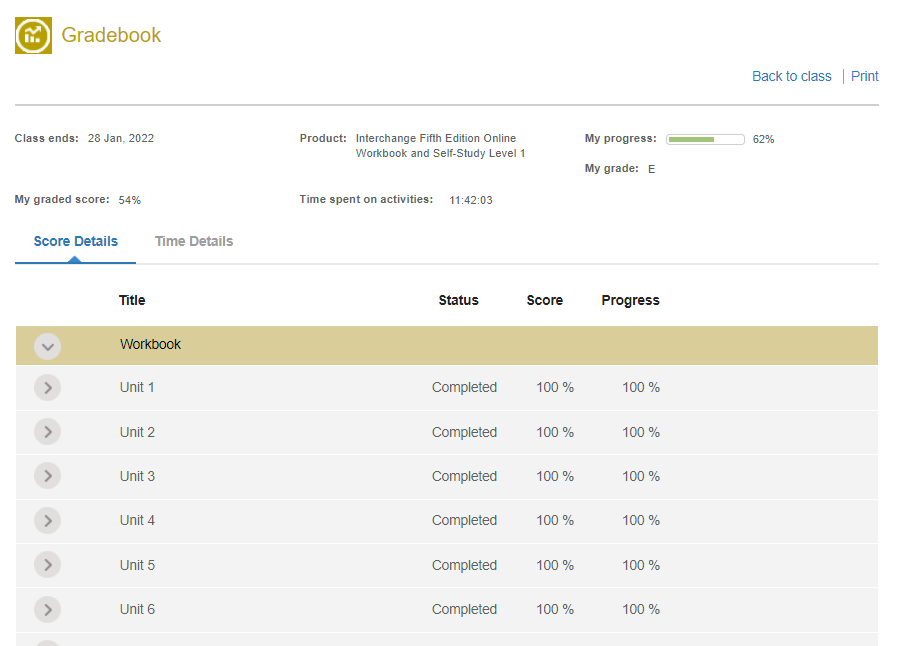 Gradebook
Back to class | Print
Class ends: 28 Jan, 2022
Product: Interchange Fifth Edition Online
Workbook and Self-Study Level 1
My progress: 62%
My grade: E
My graded score: 54%
Time spent on activities: 11:42:03
Score Details Time Details
Title Status Score Progress
Workbook
Unit 1 Completed 100 % 100 %
Unit 2 Completed 100 % 100 %
Unit 3 Completed 100 % 100 %
Unit 4 Completed 100 % 100 %
Unit 5 Completed 100 % 100 %
Unit 6 Completed 100 % 100 %